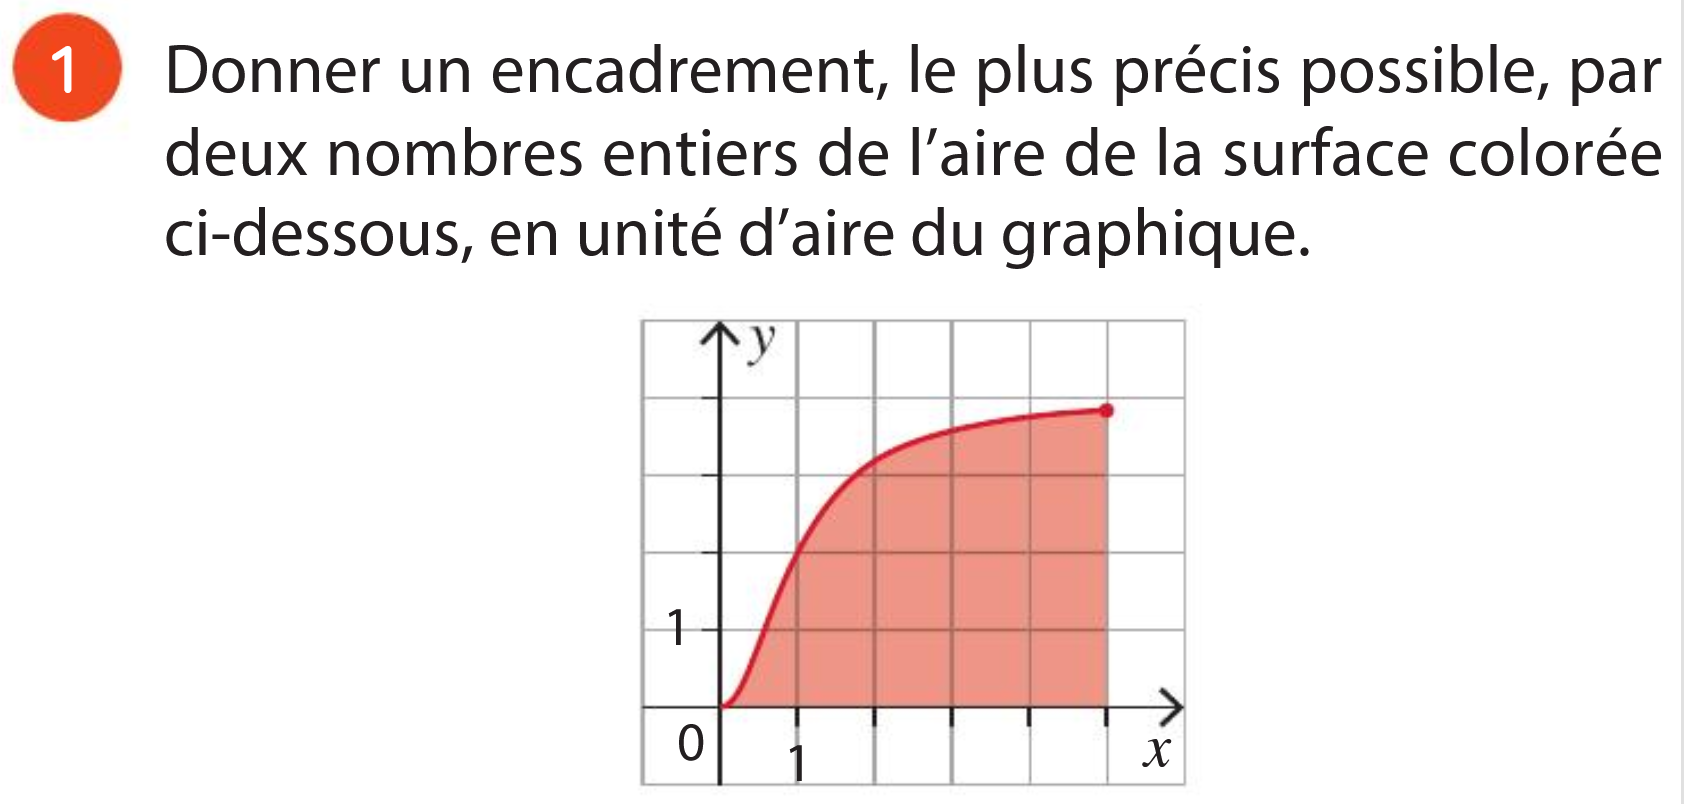 1 Donner un encadrement, le plus précis possible, par
deux nombres entiers de l'aire de la surface colorée
ci-dessous, en unité d'aire du graphique.
y
1
0
1
x